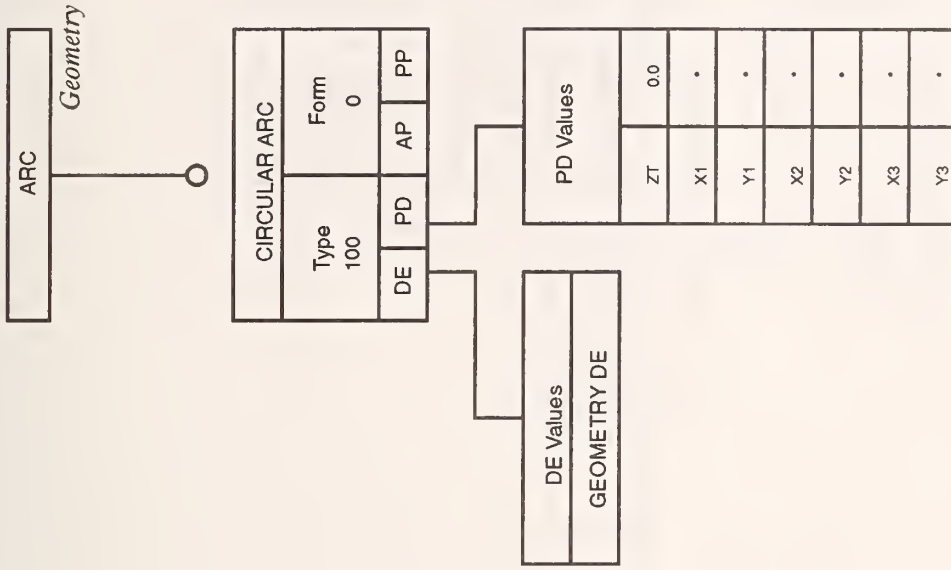 ARC
Geometry
CIRCULAR ARC
Type Form
100 0
DE PD AP PP
DE Values
GEOMETRY DE
PD Values
ZT 0.0
X1 •
Y1 •
X2 •
Y2 •
X3 •
Y3 •